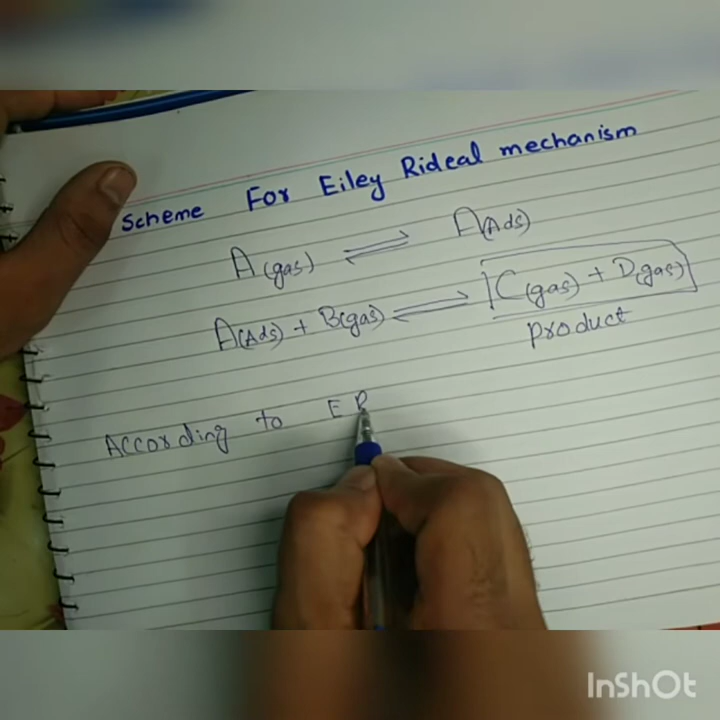 Scheme For Eiley Rideal mechanism
A(gas) ⇌ A(Ads)
A(Ads) + B(gas) ⇌ C(gas) + D(gas)
product
According to E R
InShOt